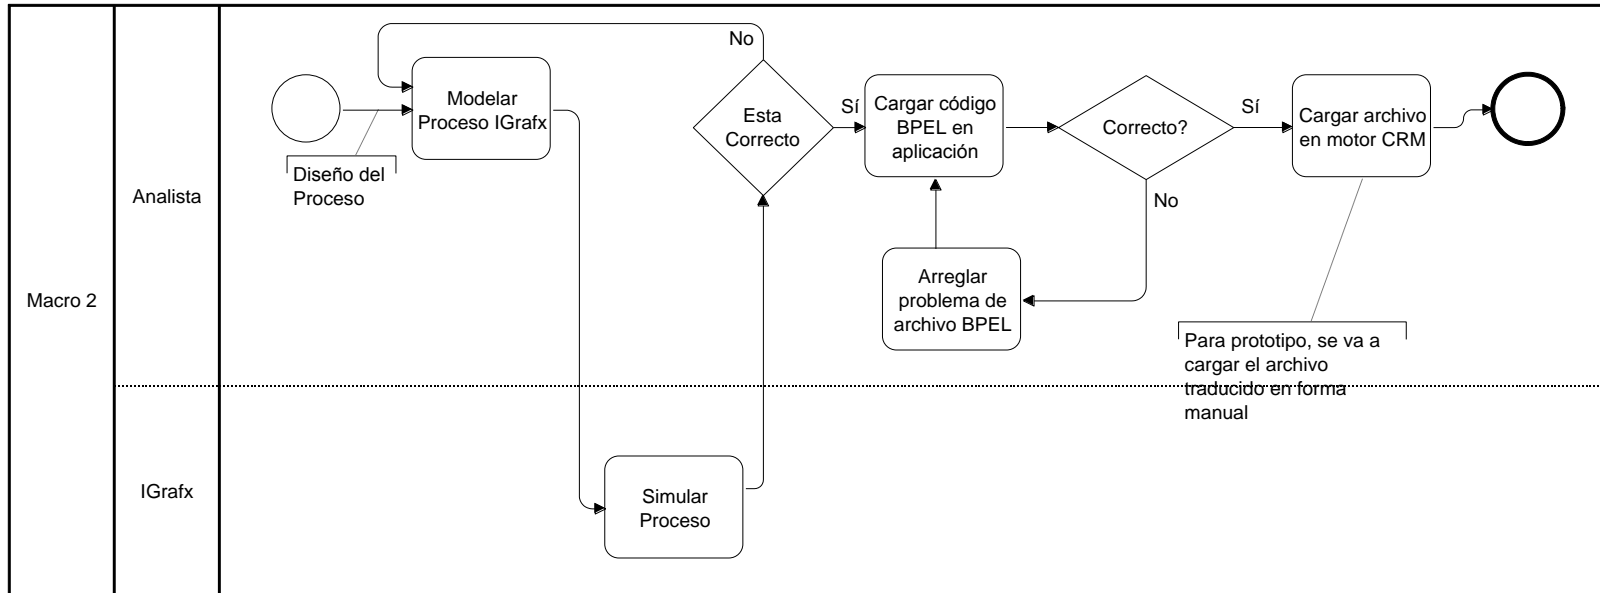 Macro 2
Analista
IGrafx
Diseño del
Proceso
Modelar
Proceso IGrafx
No
Esta
Correcto
Sí
Cargar código
BPEL en
aplicación
Correcto?
Sí
No
Arreglar
problema de
archivo BPEL
Cargar archivo
en motor CRM
Para prototipo, se va a
cargar el archivo
traducido en forma
manual
Simular
Proceso